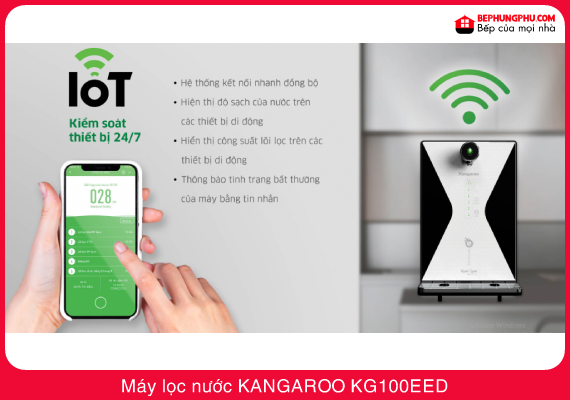 BEPHUNGPHU.COM
Bếp của mọi nhà
IoT
Kiểm soát
thiết bị 24/7
• Hệ thống kết nối nhanh đồng bộ
• Hiện thị độ sạch của nước trên
các thiết bị di động
• Hiển thị công suất lõi lọc trên các
thiết bị di động
• Thông báo tình trạng bất thường
của máy bằng tin nhắn
028
Kangaroo
Máy lọc nước KANGAROO KG100EED